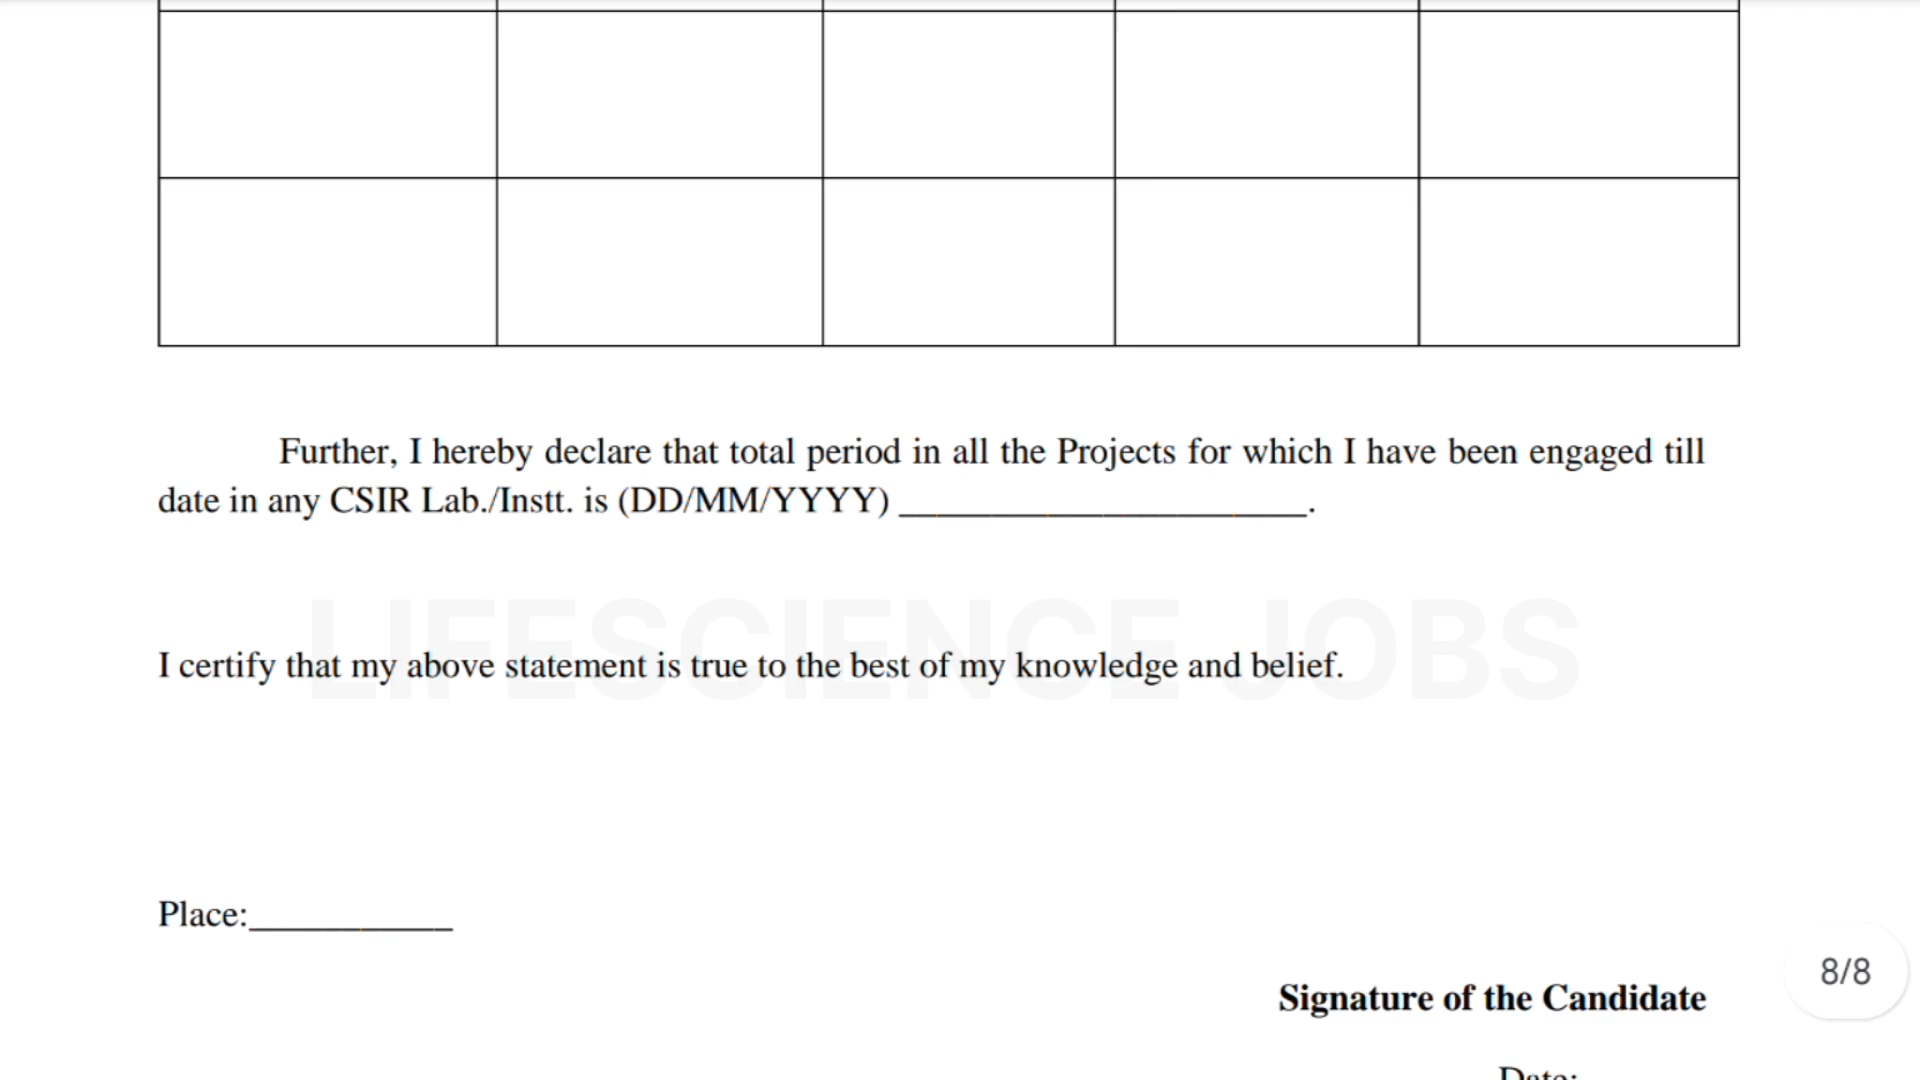 Further, I hereby declare that total period in all the Projects for which I have been engaged till
date in any CSIR Lab./Instt. is (DD/MM/YYYY) ______________________.
LIFESCIENCE JOBS
I certify that my above statement is true to the best of my knowledge and belief.
Place:___________
8/8
Signature of the Candidate
Date: